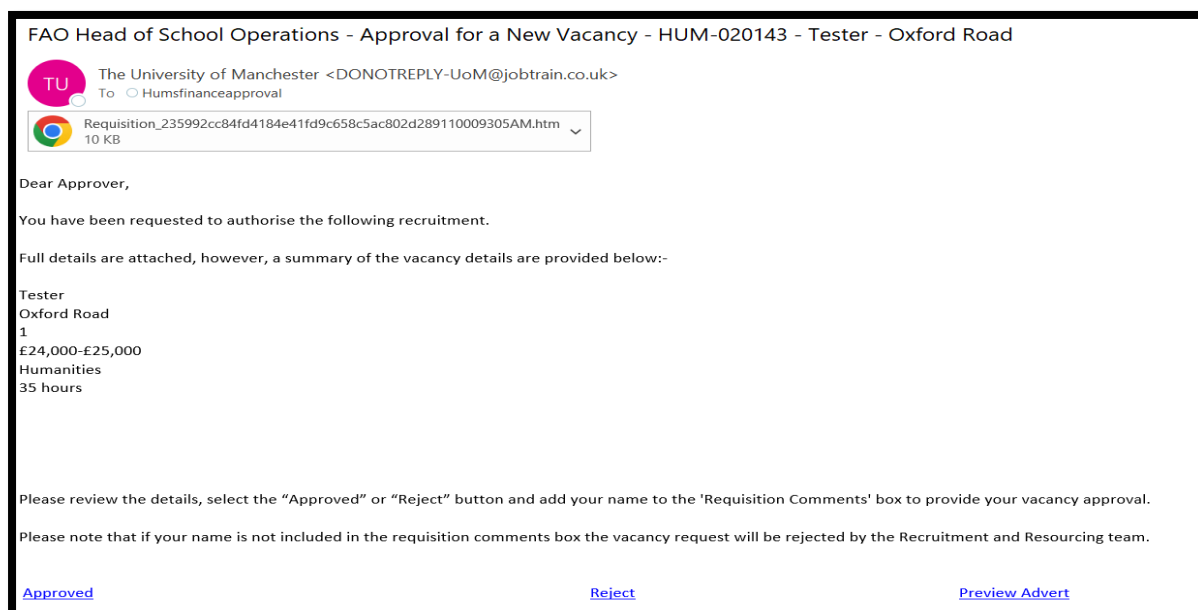 FAO Head of School Operations - Approval for a New Vacancy - HUM-020143 - Tester - Oxford Road
TU
The University of Manchester <DONOTREPLY-UoM@jobtrain.co.uk>
To Humsfinanceapproval
Requisition_235992cc84fd4184e41fd9c658c5ac802d289110009305AM.htm
10 KB
Dear Approver,
You have been requested to authorise the following recruitment.
Full details are attached, however, a summary of the vacancy details are provided below:-
Tester
Oxford Road
1
£24,000-£25,000
Humanities
35 hours
Please review the details, select the “Approved” or “Reject” button and add your name to the 'Requisition Comments' box to provide your vacancy approval.
Please note that if your name is not included in the requisition comments box the vacancy request will be rejected by the Recruitment and Resourcing team.
Approved Reject Preview Advert